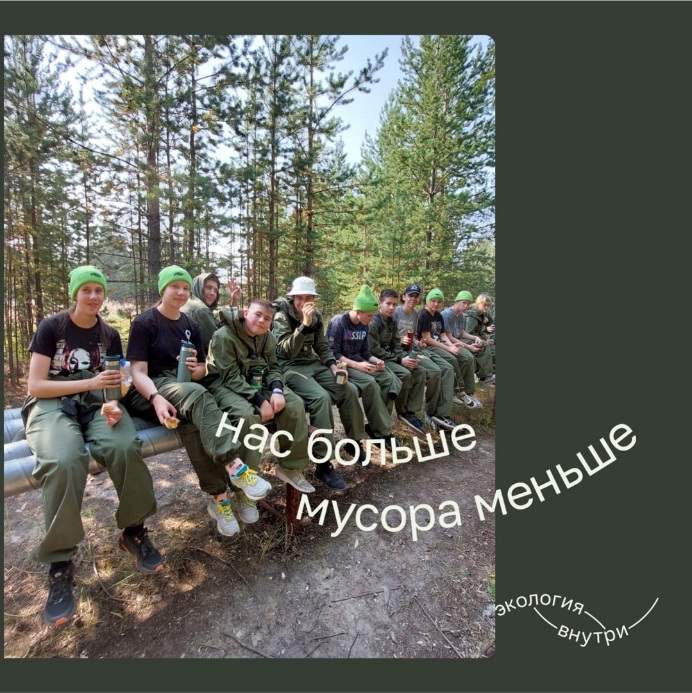 нас больше
мусора меньше
экология
внутри